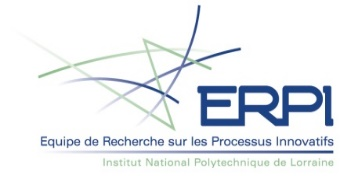 ERPI
Equipe de Recherche sur les Processus Innovatifs
Institut National Polytechnique de Lorraine